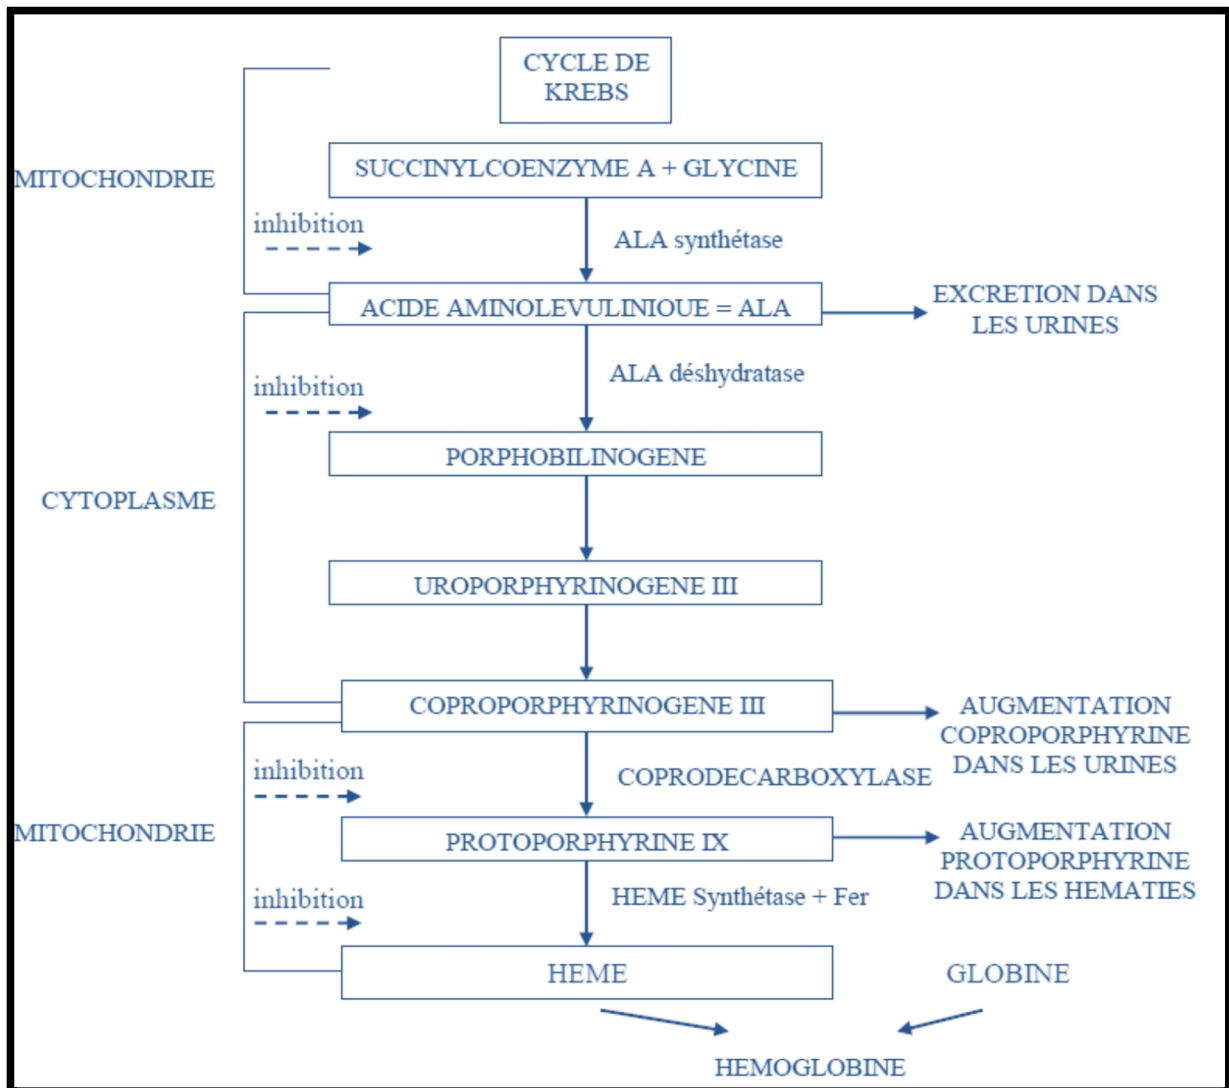 CYCLE DE
KREBS
SUCCINYLCOENZYME A + GLYCINE
MITOCHONDRIE
inhibition
ALA synthétase
ACIDE AMINOLEVULINIOUE = ALA
EXCRETION DANS
LES URINES
inhibition
ALA déshydratase
PORPHOBILINOGENE
CYTOPLASME
UROPORPHYRINOGENE III
COPROPORPHYRINOGENE III
AUGMENTATION
COPROPORPHYRINE
DANS LES URINES
inhibition
COPRODECARBOXYLASE
MITOCHONDRIE
PROTOPORPHYRINE IX
AUGMENTATION
PROTOPORPHYRINE
DANS LES HEMATIES
inhibition
HEME Synthétase + Fer
HEME
GLOBINE
HEMOGLOBINE